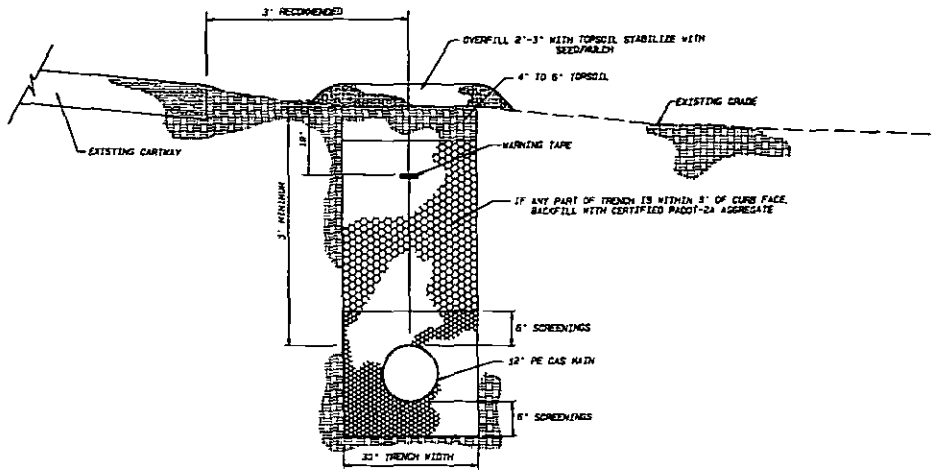 3' RECOMMENDED
OVERFILL 2"-3" WITH TOPSOIL STABILIZE WITH
SEED/MULCH
4" TO 6" TOPSOIL
EXISTING GRADE
EXISTING CARTWAY
18"
WARNING TAPE
3' MINIMUM
IF ANY PART OF TRENCH IS WITHIN 3' OF CURB FACE,
BACKFILL WITH CERTIFIED PADOT-2A AGGREGATE
6" SCREENINGS
12" PE GAS MAIN
6" SCREENINGS
TRENCH WIDTH